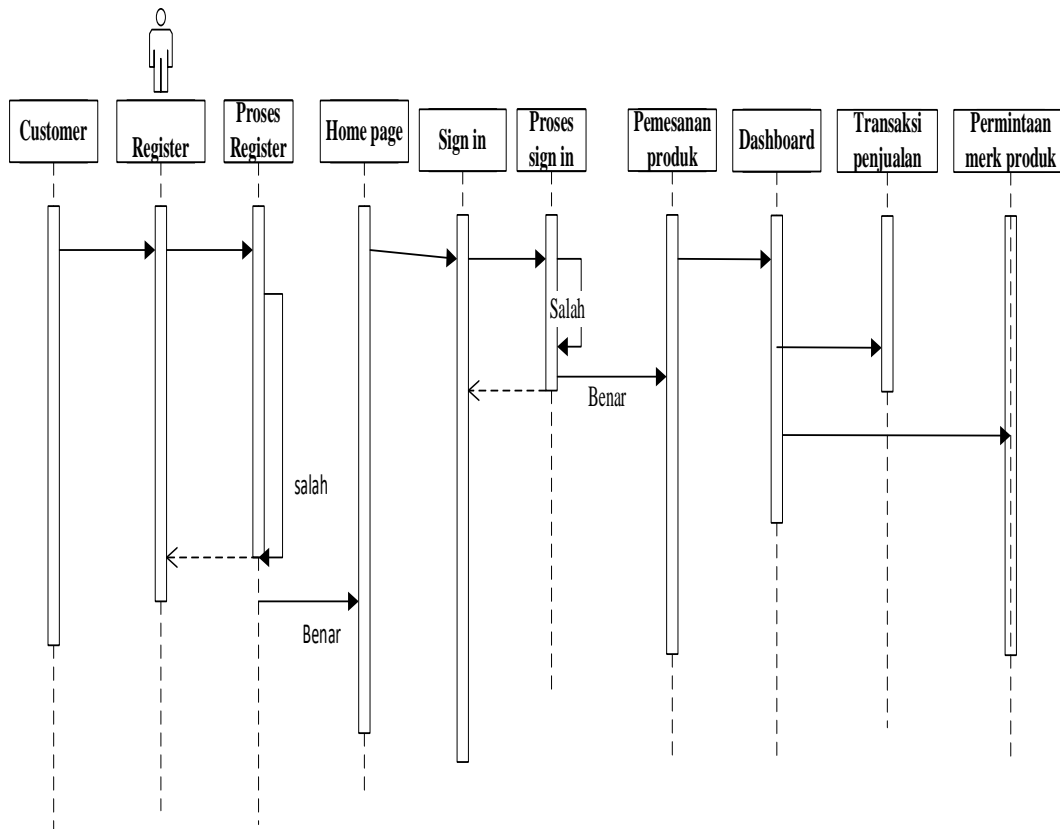 Customer
Register
Proses
Register
Home page
Sign in
Proses
sign in
Pemesanan
produk
Dashboard
Transaksi
penjualan
Permintaan
merk produk
Salah
Benar
salah
Benar